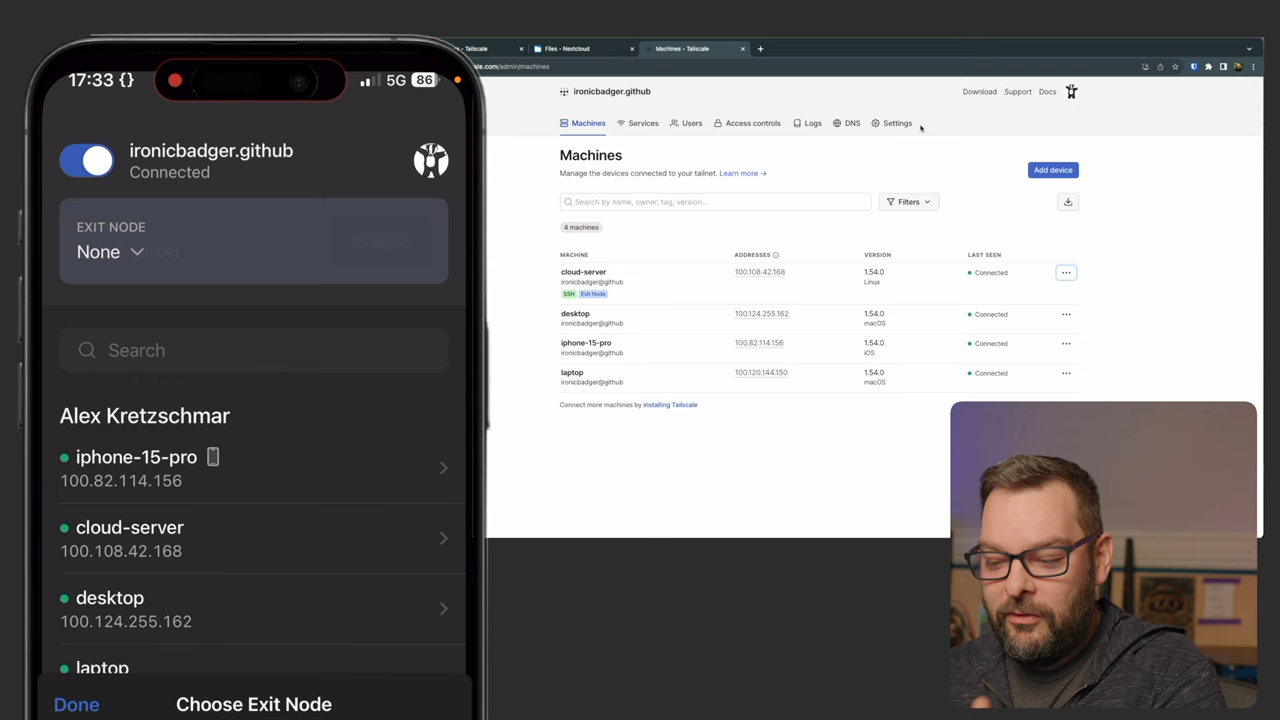 17:33 {}
5G 86
ironicbadger.github
Connected
EXIT NODE
None
Search
Alex Kretzschmar
iphone-15-pro
100.82.114.156
cloud-server
100.108.42.168
desktop
100.124.255.162
laptop
Done
Choose Exit Node
s - Tailscale
Files - Nextcloud
Machines - Tailscale
ale.com/admin/machines
ironicbadger.github
Download Support Docs
Machines Services Users Access controls Logs DNS Settings
Machines
Manage the devices connected to your tailnet. Learn more →
Add device
Search by name, owner, tag, version...
Filters
4 machines
MACHINE ADDRESSES VERSION LAST SEEN
cloud-server 100.108.42.168 1.54.0 Connected
ironicbadger@github Linux
SSH Exit Node
desktop 100.124.255.162 1.54.0 Connected
ironicbadger@github macOS
iphone-15-pro 100.82.114.156 1.54.0 Connected
ironicbadger@github iOS
laptop 100.120.144.150 1.54.0 Connected
ironicbadger@github macOS
Connect more machines by installing Tailscale